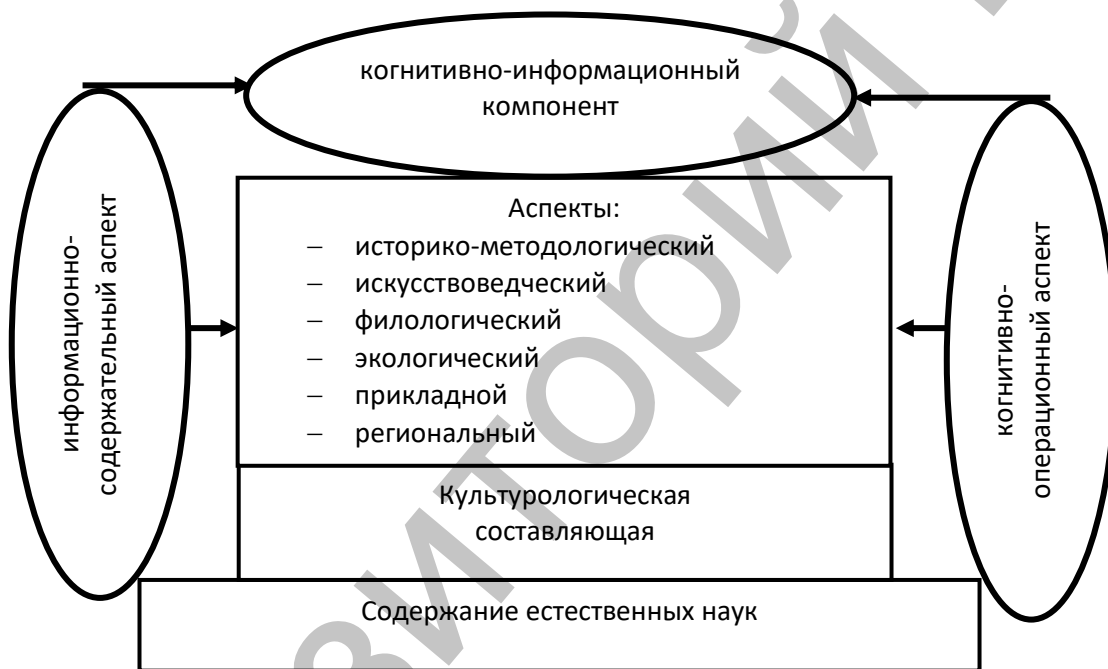 когнитивно-информационный
компонент
информационно-
содержательный аспект
Аспекты:
– историко-методологический
– искусствоведческий
– филологический
– экологический
– прикладной
– региональный
когнитивно-
операционный аспект
Культурологическая
составляющая
Содержание естественных наук